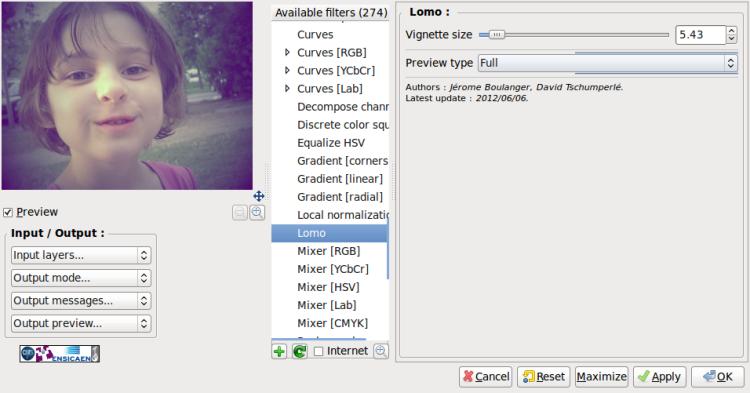 Available filters (274)
Curves
Curves [RGB]
Curves [YCbCr]
Curves [Lab]
Decompose chann
Discrete color squ
Equalize HSV
Gradient [corners
Gradient [linear]
Gradient [radial]
Local normalizatio
Lomo
Mixer [RGB]
Mixer [YCbCr]
Mixer [HSV]
Mixer [Lab]
Mixer [CMYK]
Internet
Preview
Input / Output :
Input layers...
Output mode...
Output messages...
Output preview...
ENSICAEN
Lomo :
Vignette size 5.43
Preview type Full
Authors : Jérome Boulanger, David Tschumperlé.
Latest update : 2012/06/06.
Cancel Reset Maximize Apply OK